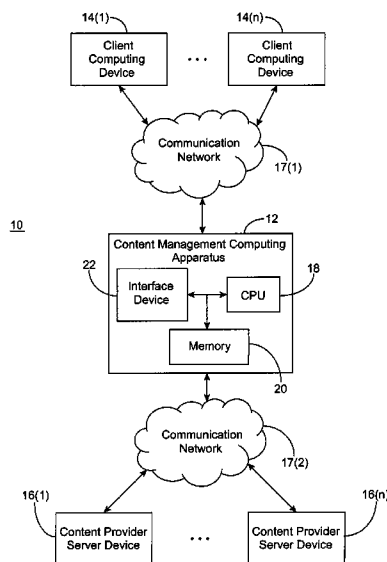 14(1)
14(n)
Client
Computing
Device
• • •
Client
Computing
Device
Communication
Network
17(1)
10
12
Content Management Computing
Apparatus
22
Interface
Device
CPU
18
Memory
20
Communication
Network
17(2)
16(1)
16(n)
Content Provider
Server Device
• • •
Content Provider
Server Device